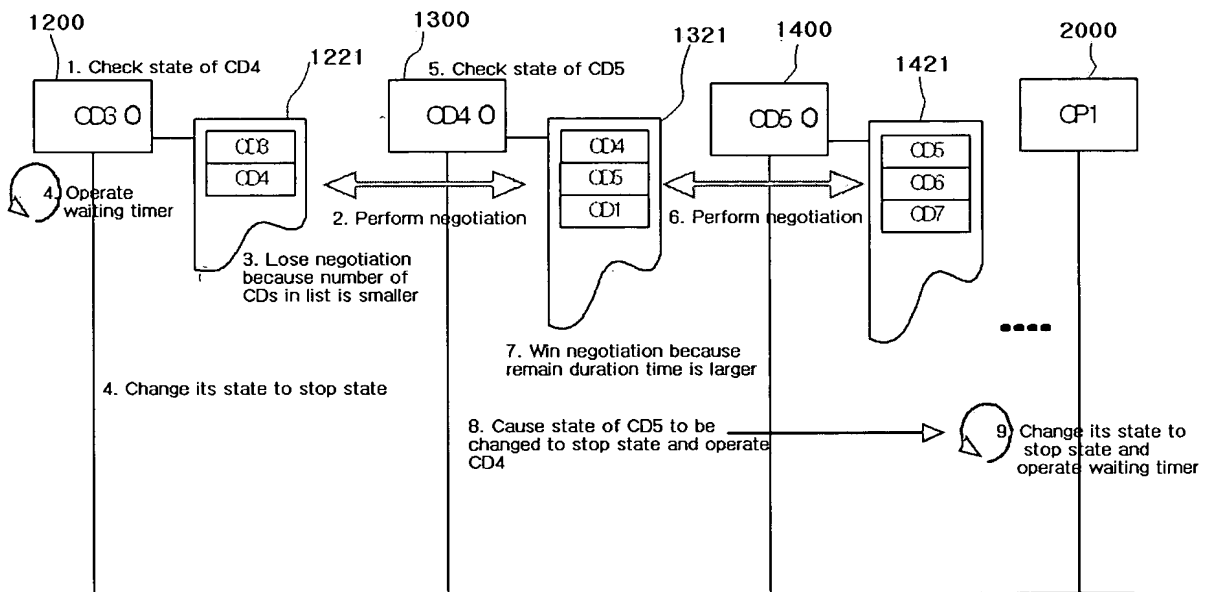 1200
1300
1321
1400
2000
1221
1421
1. Check state of CD4
5. Check state of CD5
CD3 O
CD4 O
CD5 O
CP1
CD3
CD4
CD4
CD5
CD1
CD5
CD6
CD7
4. Operate
waiting timer
2. Perform negotiation
6. Perform negotiation
3. Lose negotiation
because number of
CDs in list is smaller
7. Win negotiation because
remain duration time is larger
4. Change its state to stop state
8. Cause state of CD5 to be
changed to stop state and operate
CD4
9. Change its state to
stop state and
operate waiting timer